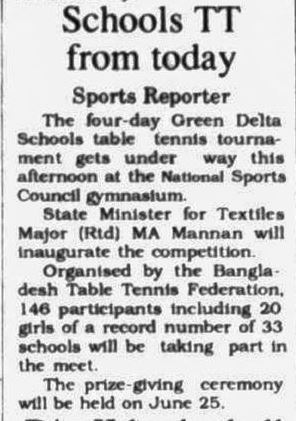 Schools TT
from today
Sports Reporter
The four-day Green Delta
Schools table tennis tourna-
ment gets under way this
afternoon at the National Sports
Council gymnasium.
State Minister for Textiles
Major (Rtd) MA Mannan will
inaugurate the competition.
Organised by the Bangla-
desh Table Tennis Federation,
146 participants including 20
girls of a record number of 33
schools will be taking part in
the meet.
The prize-giving ceremony
will be held on June 25.